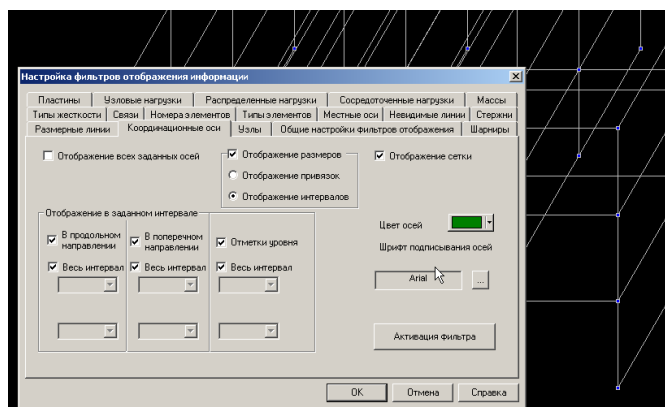 Настройка фильтров отображения информации
Пластины Узловые нагрузки Распределенные нагрузки Сосредоточенные нагрузки Массы
Типы жесткости Связи Номера элементов Типы элементов Местные оси Невидимые линии Стержни
Размерные линии Координационные оси Узлы Общие настройки фильтров отображения Шарниры
Отображение всех заданных осей
Отображение размеров
Отображение сетки
Отображение привязок
Отображение интервалов
Отображение в заданном интервале
В продольном направлении
В поперечном направлении
Отметки уровня
Весь интервал Весь интервал Весь интервал
Цвет осей
Шрифт подписывания осей
Arial ...
Активация фильтра
OK Отмена Справка